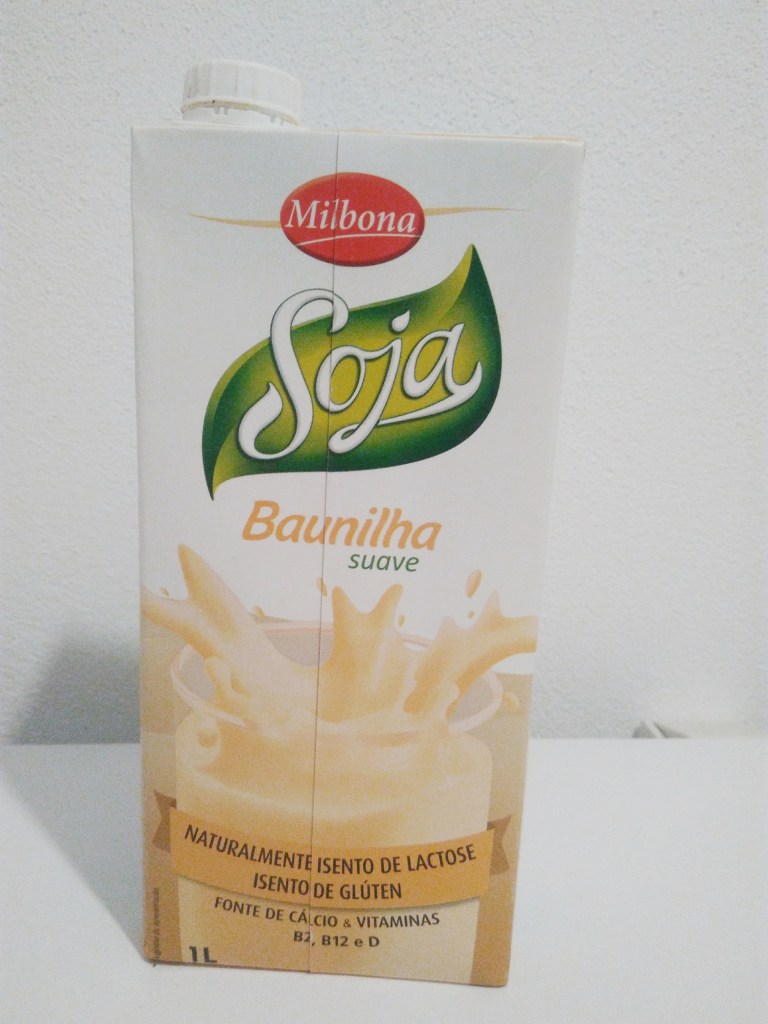 Milbona
Soja
Baunilha
suave
NATURALMENTE ISENTO DE LACTOSE
ISENTO DE GLÚTEN
FONTE DE CÁLCIO & VITAMINAS
B2, B12 e D
1L